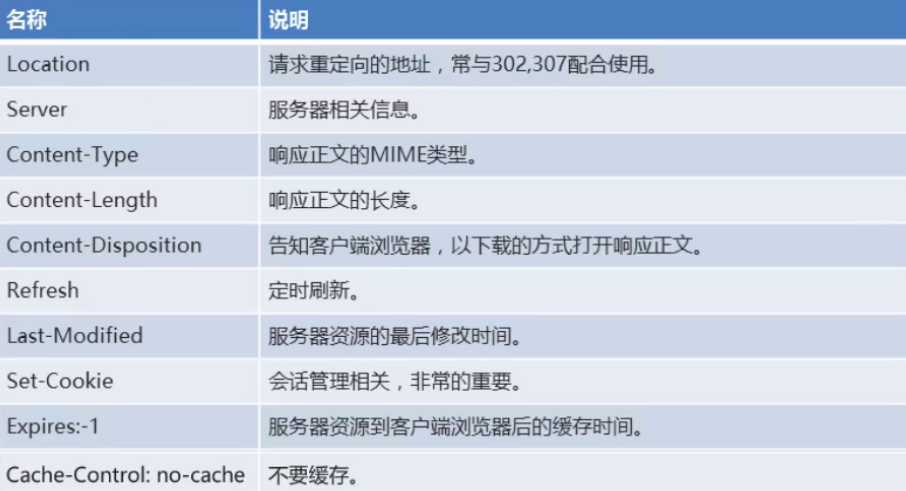 名称 说明
Location 请求重定向的地址，常与302,307配合使用。
Server 服务器相关信息。
Content-Type 响应正文的MIME类型。
Content-Length 响应正文的长度。
Content-Disposition 告知客户端浏览器，以下载的方式打开响应正文。
Refresh 定时刷新。
Last-Modified 服务器资源的最后修改时间。
Set-Cookie 会话管理相关，非常的重要。
Expires:-1 服务器资源到客户端浏览器后的缓存时间。
Cache-Control: no-cache 不要缓存。